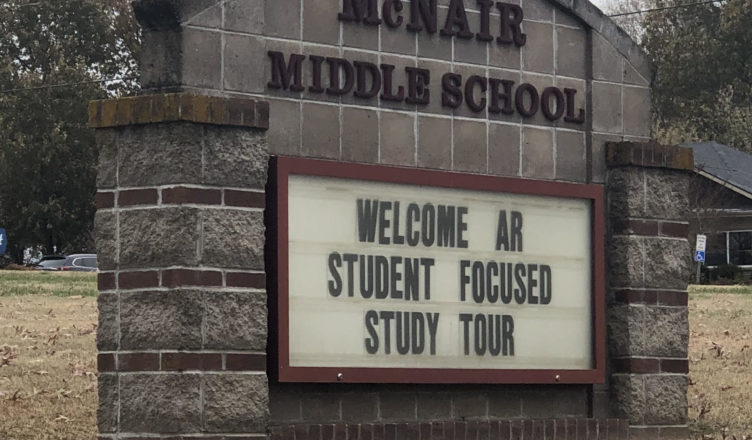 McNAIR
MIDDLE SCHOOL
WELCOME AR
STUDENT FOCUSED
STUDY TOUR